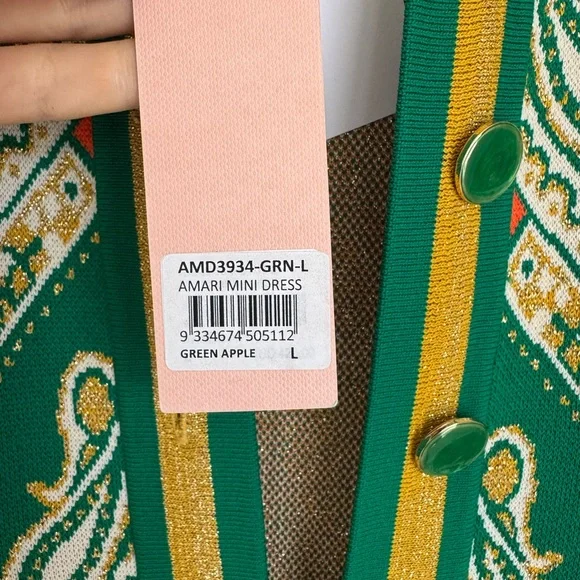 AMD3934-GRN-L
AMARI MINI DRESS
9 334674 505112
GREEN APPLE L